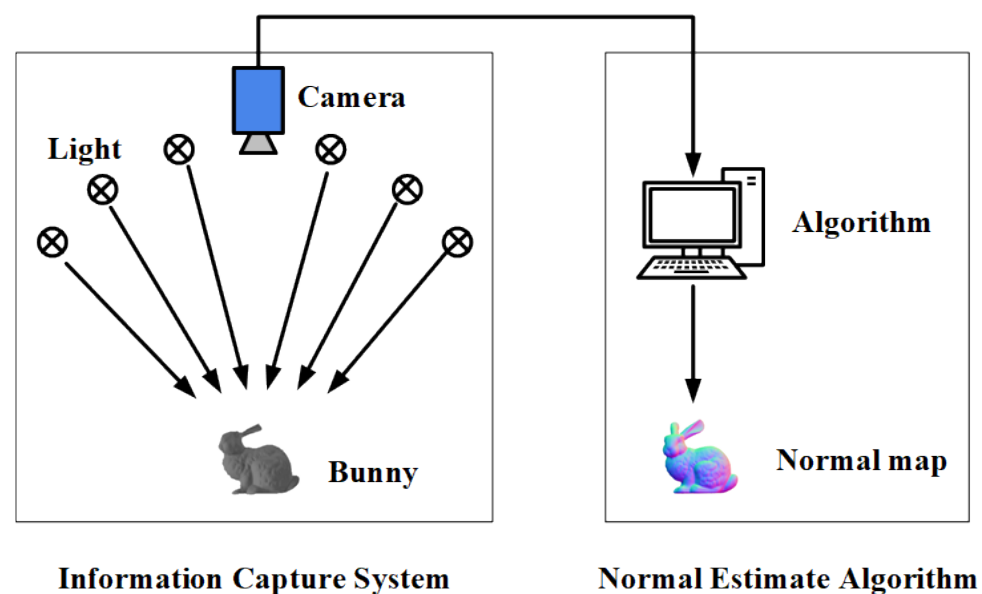 Camera
Light
Algorithm
Bunny
Normal map
Information Capture System
Normal Estimate Algorithm